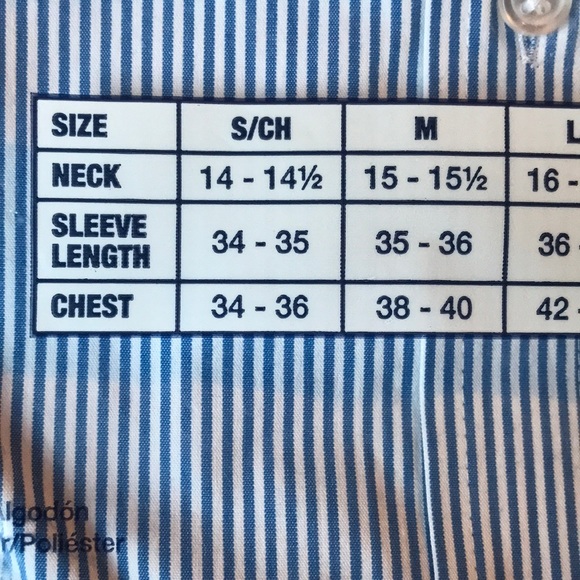 SIZE S/CH M L
NECK 14 - 14½ 15 - 15½ 16 -
SLEEVE LENGTH 34 - 35 35 - 36 36 -
CHEST 34 - 36 38 - 40 42 -
lgodón
r/Poliéster